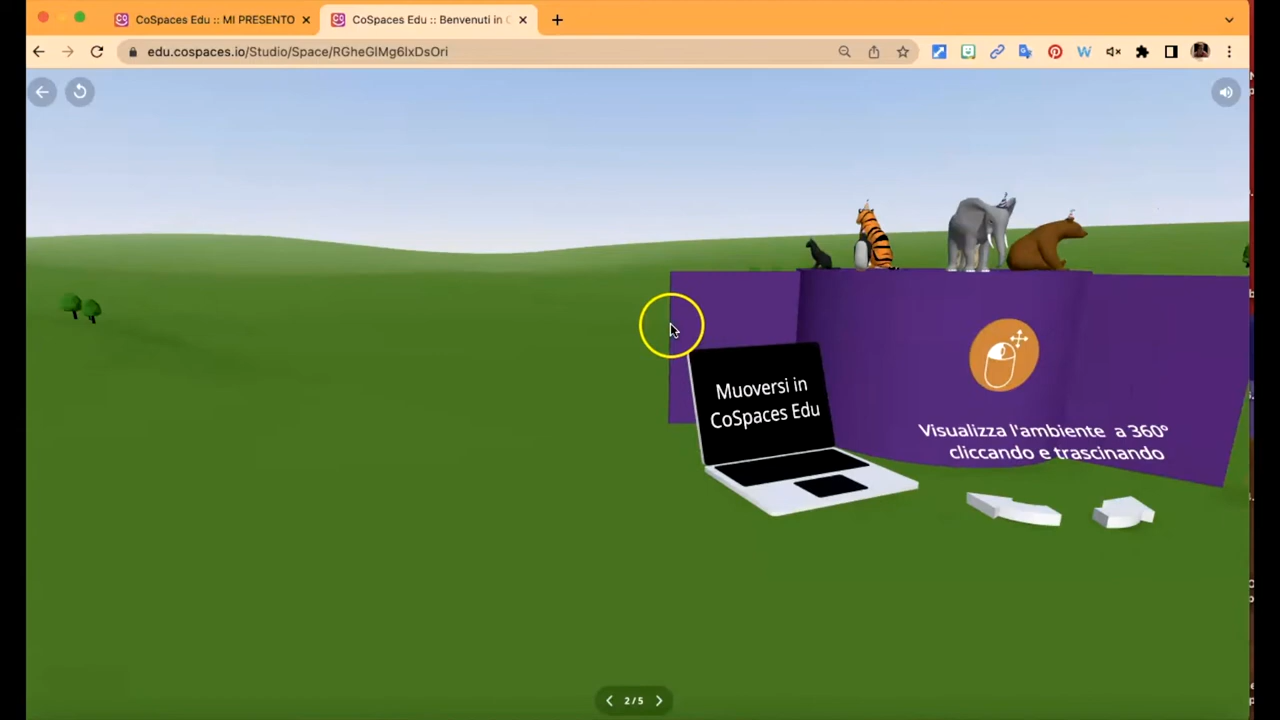 CoSpaces Edu :: MI PRESENTO
CoSpaces Edu :: Benvenuti in
edu.cospaces.io/Studio/Space/RGheGlMg6lxDsOri
Muoversi in
CoSpaces Edu
Visualizza l'ambiente a 360°
cliccando e trascinando
2/5